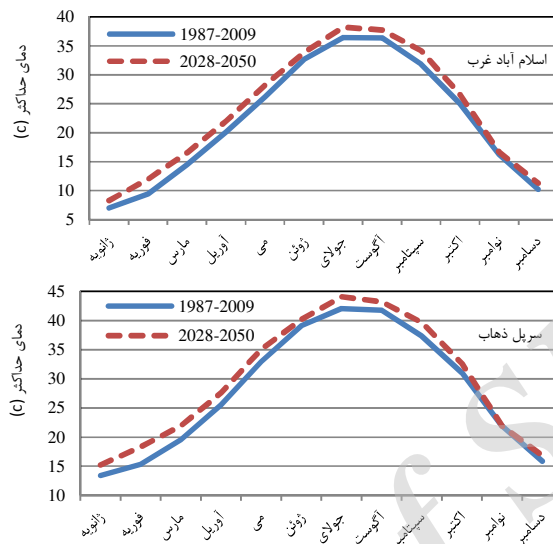 40
35
30
25
20
15
10
5
دمای حداکثر (c)
1987-2009
2028-2050
اسلام آباد غرب
ژانویه
فوریه
مارس
آوریل
می
ژوئن
جولای
آگوست
سپتامبر
اکتبر
نوامبر
دسامبر
45
40
35
30
25
20
15
10
دمای حداکثر (c)
1987-2009
2028-2050
سرپل ذهاب
ژانویه
فوریه
مارس
آوریل
می
ژوئن
جولای
آگوست
سپتامبر
اکتبر
نوامبر
دسامبر